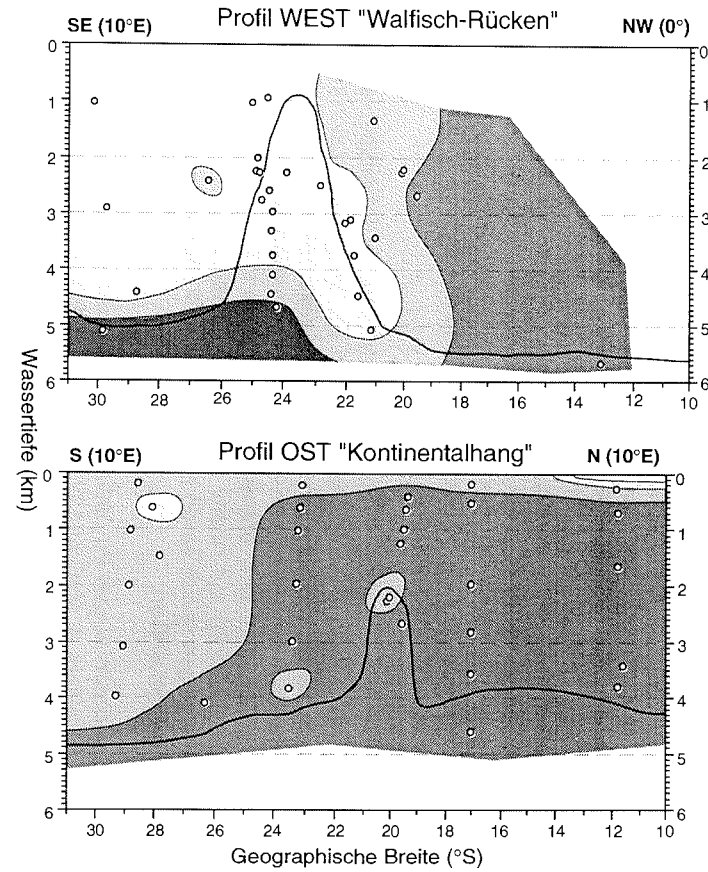 Profil WEST "Walfisch-Rücken"
SE (10°E)
NW (0°)
0 0
1 1
2 2
3 3
4 4
5 5
6 6
30 28 26 24 22 20 18 16 14 12 10
Wassertiefe (km)
Profil OST "Kontinentalhang"
S (10°E)
N (10°E)
0 0
1 1
2 2
3 3
4 4
5 5
6 6
30 28 26 24 22 20 18 16 14 12 10
Geographische Breite (°S)